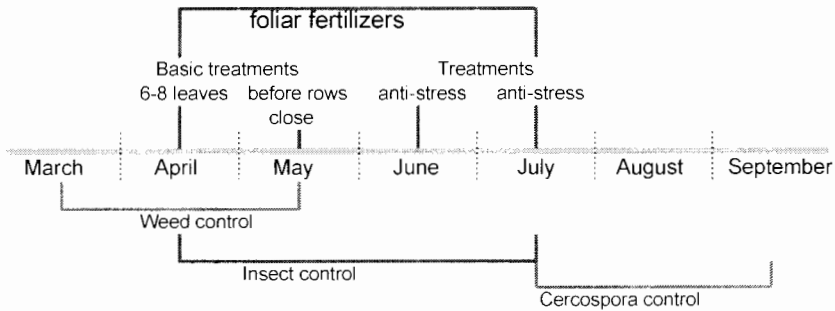 foliar fertilizers
Basic treatments Treatments
6-8 leaves before rows anti-stress anti-stress
close
March April May June July August September
Weed control
Insect control
Cercospora control